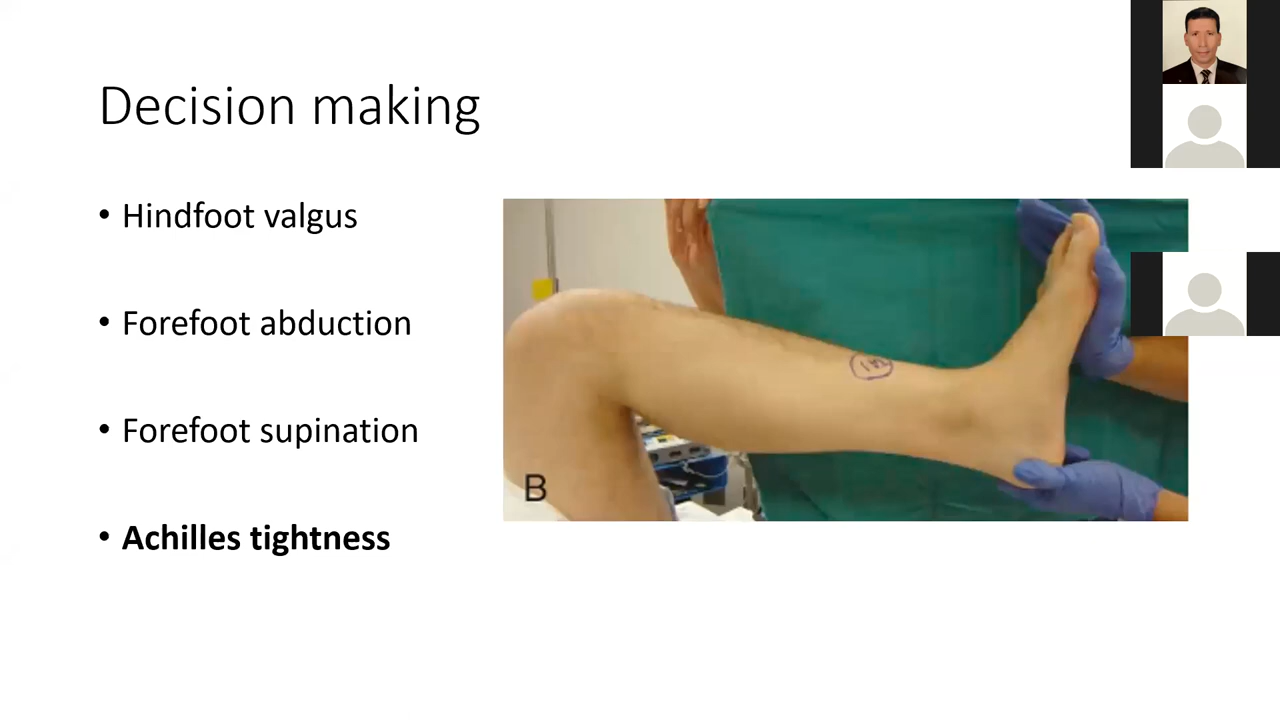 Decision making
• Hindfoot valgus
• Forefoot abduction
• Forefoot supination
• Achilles tightness
B